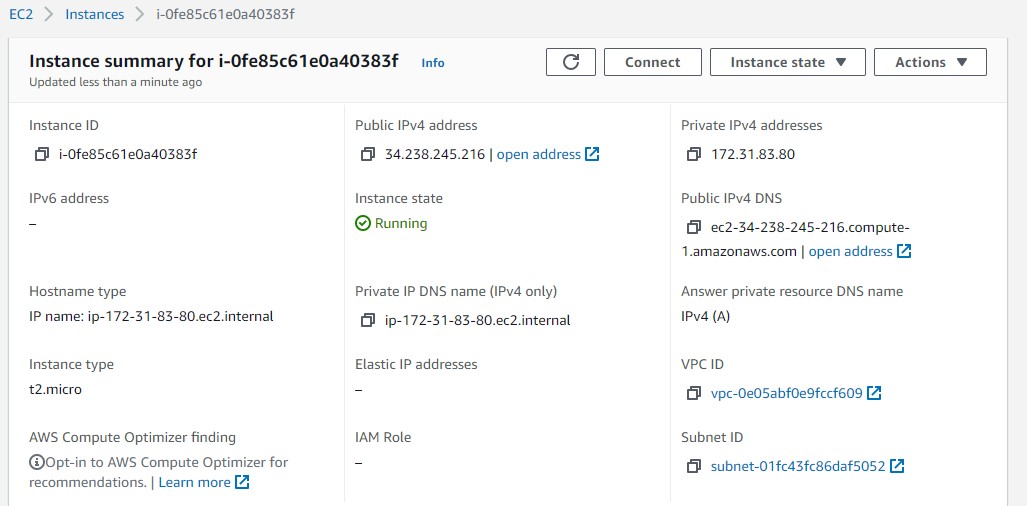 EC2 > Instances > i-0fe85c61e0a40383f
Instance summary for i-0fe85c61e0a40383f Info
Updated less than a minute ago
Connect
Instance state
Actions
Instance ID
i-0fe85c61e0a40383f
Public IPv4 address
34.238.245.216 | open address
Private IPv4 addresses
172.31.83.80
IPv6 address
–
Instance state
Running
Public IPv4 DNS
ec2-34-238-245-216.compute-
1.amazonaws.com | open address
Hostname type
IP name: ip-172-31-83-80.ec2.internal
Private IP DNS name (IPv4 only)
ip-172-31-83-80.ec2.internal
Answer private resource DNS name
IPv4 (A)
Instance type
t2.micro
Elastic IP addresses
–
VPC ID
vpc-0e05abf0e9fccf609
AWS Compute Optimizer finding
Opt-in to AWS Compute Optimizer for
recommendations. | Learn more
IAM Role
–
Subnet ID
subnet-01fc43fc86daf5052